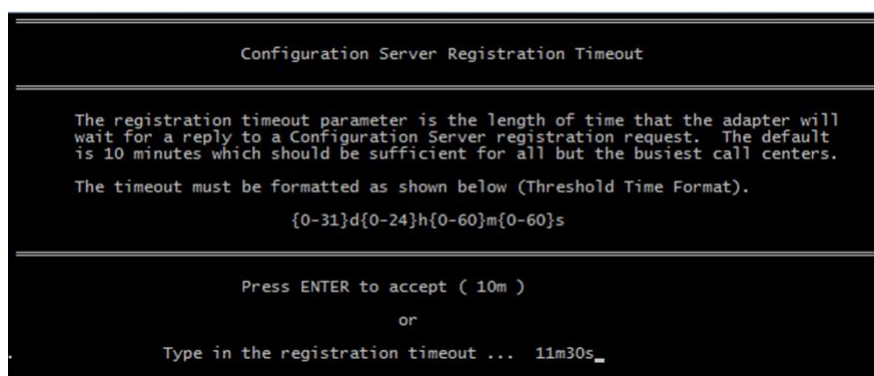 Configuration Server Registration Timeout
The registration timeout parameter is the length of time that the adapter will
wait for a reply to a Configuration Server registration request.  The default
is 10 minutes which should be sufficient for all but the busiest call centers.
The timeout must be formatted as shown below (Threshold Time Format).
{0-31}d{0-24}h{0-60}m{0-60}s
Press ENTER to accept ( 10m )
or
Type in the registration timeout ...  11m30s_